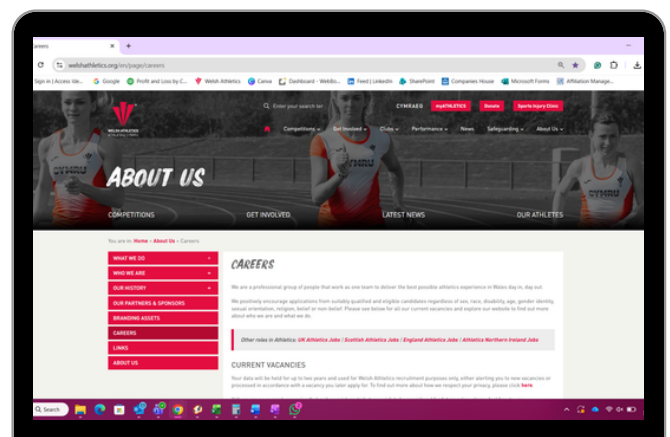 areers
welshathletics.org/en/page/careers
Sign in | Access We... Google Profit and Loss by C... Welsh Athletics Canva Dashboard - WebBo... Feed | LinkedIn SharePoint Companies House Microsoft Forms Affiliation Manage...
Enter your search ter CYMRAEG myATHLETICS Donate Sports Injury Clinic
WELSH ATHLETICS
Competitions Get Involved Clubs Performance News Safeguarding About Us
CYMRU
CYMRU
CYMRU
ABOUT US
COMPETITIONS GET INVOLVED LATEST NEWS OUR ATHLETES
You are in: Home > About Us > Careers
WHAT WE DO
WHO WE ARE
OUR HISTORY
OUR PARTNERS & SPONSORS
BRANDING ASSETS
CAREERS
LINKS
ABOUT US
CAREERS
We are a professional group of people that work as one team to deliver the best possible athletics experience in Wales day in, day out.
We positively encourage applications from suitably qualified and eligible candidates regardless of sex, race, disability, age, gender identity,
sexual orientation, religion, belief or non-belief. Please see below for all our current vacancies and explore our website to find out more
about who we are and what we do.
Other roles in Athletics: UK Athletics Jobs | Scottish Athletics Jobs | England Athletics Jobs | Athletics Northern Ireland Jobs
CURRENT VACANCIES
Your data will be held for up to two years and used for Welsh Athletics recruitment purposes only, either alerting you to new vacancies or
processed in accordance with a vacancy you later apply for. To find out more about how we respect your privacy, please click here.
Search